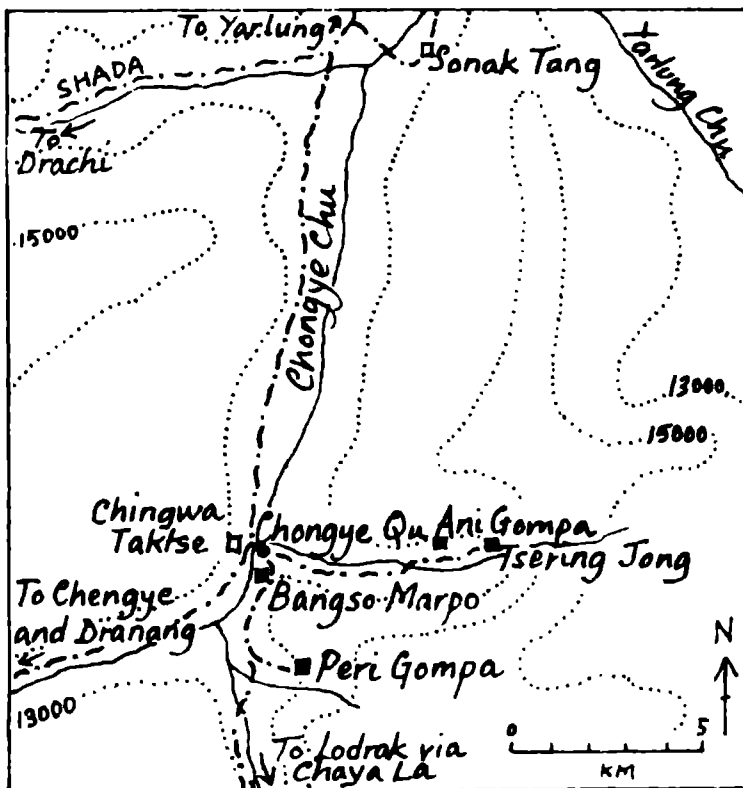 To Yarlung
Sonak Tang
Yarlung Chu
SHADA
To
Drachi
15000
Chongye Chu
13000
15000
Chingwa
Taktse
Chongye Qu
Ani Gompa
Tsering Jong
Bangso Marpo
To Chengye
and Dranang
Peri Gompa
13000
N
0 5
KM
To Lodrak via
Chaya La